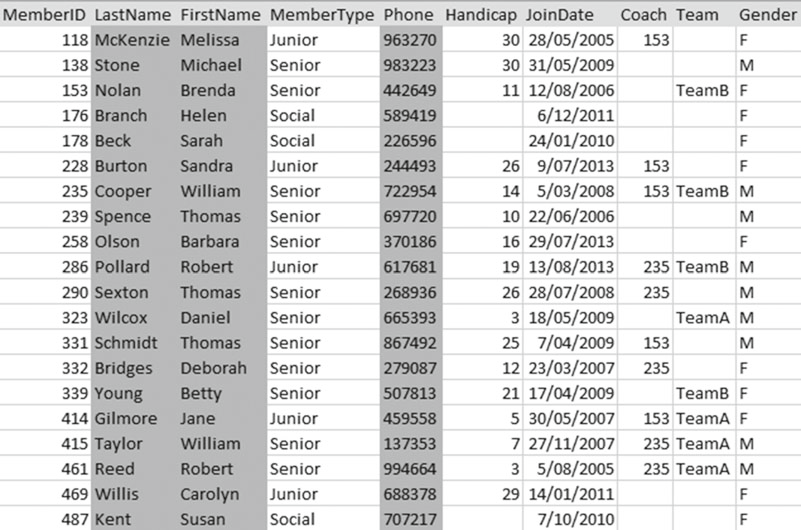 MemberID LastName FirstName MemberType Phone Handicap JoinDate Coach Team Gender
118 McKenzie Melissa Junior 963270 30 28/05/2005 153 F
138 Stone Michael Senior 983223 30 31/05/2009 M
153 Nolan Brenda Senior 442649 11 12/08/2006 TeamB F
176 Branch Helen Social 589419 6/12/2011 F
178 Beck Sarah Social 226596 24/01/2010 F
228 Burton Sandra Junior 244493 26 9/07/2013 153 F
235 Cooper William Senior 722954 14 5/03/2008 153 TeamB M
239 Spence Thomas Senior 697720 10 22/06/2006 M
258 Olson Barbara Senior 370186 16 29/07/2013 F
286 Pollard Robert Junior 617681 19 13/08/2013 235 TeamB M
290 Sexton Thomas Senior 268936 26 28/07/2008 235 M
323 Wilcox Daniel Senior 665393 3 18/05/2009 TeamA M
331 Schmidt Thomas Senior 867492 25 7/04/2009 153 M
332 Bridges Deborah Senior 279087 12 23/03/2007 235 F
339 Young Betty Senior 507813 21 17/04/2009 TeamB F
414 Gilmore Jane Junior 459558 5 30/05/2007 153 TeamA F
415 Taylor William Senior 137353 7 27/11/2007 235 TeamA M
461 Reed Robert Senior 994664 3 5/08/2005 235 TeamA M
469 Willis Carolyn Junior 688378 29 14/01/2011 F
487 Kent Susan Social 707217 7/10/2010 F